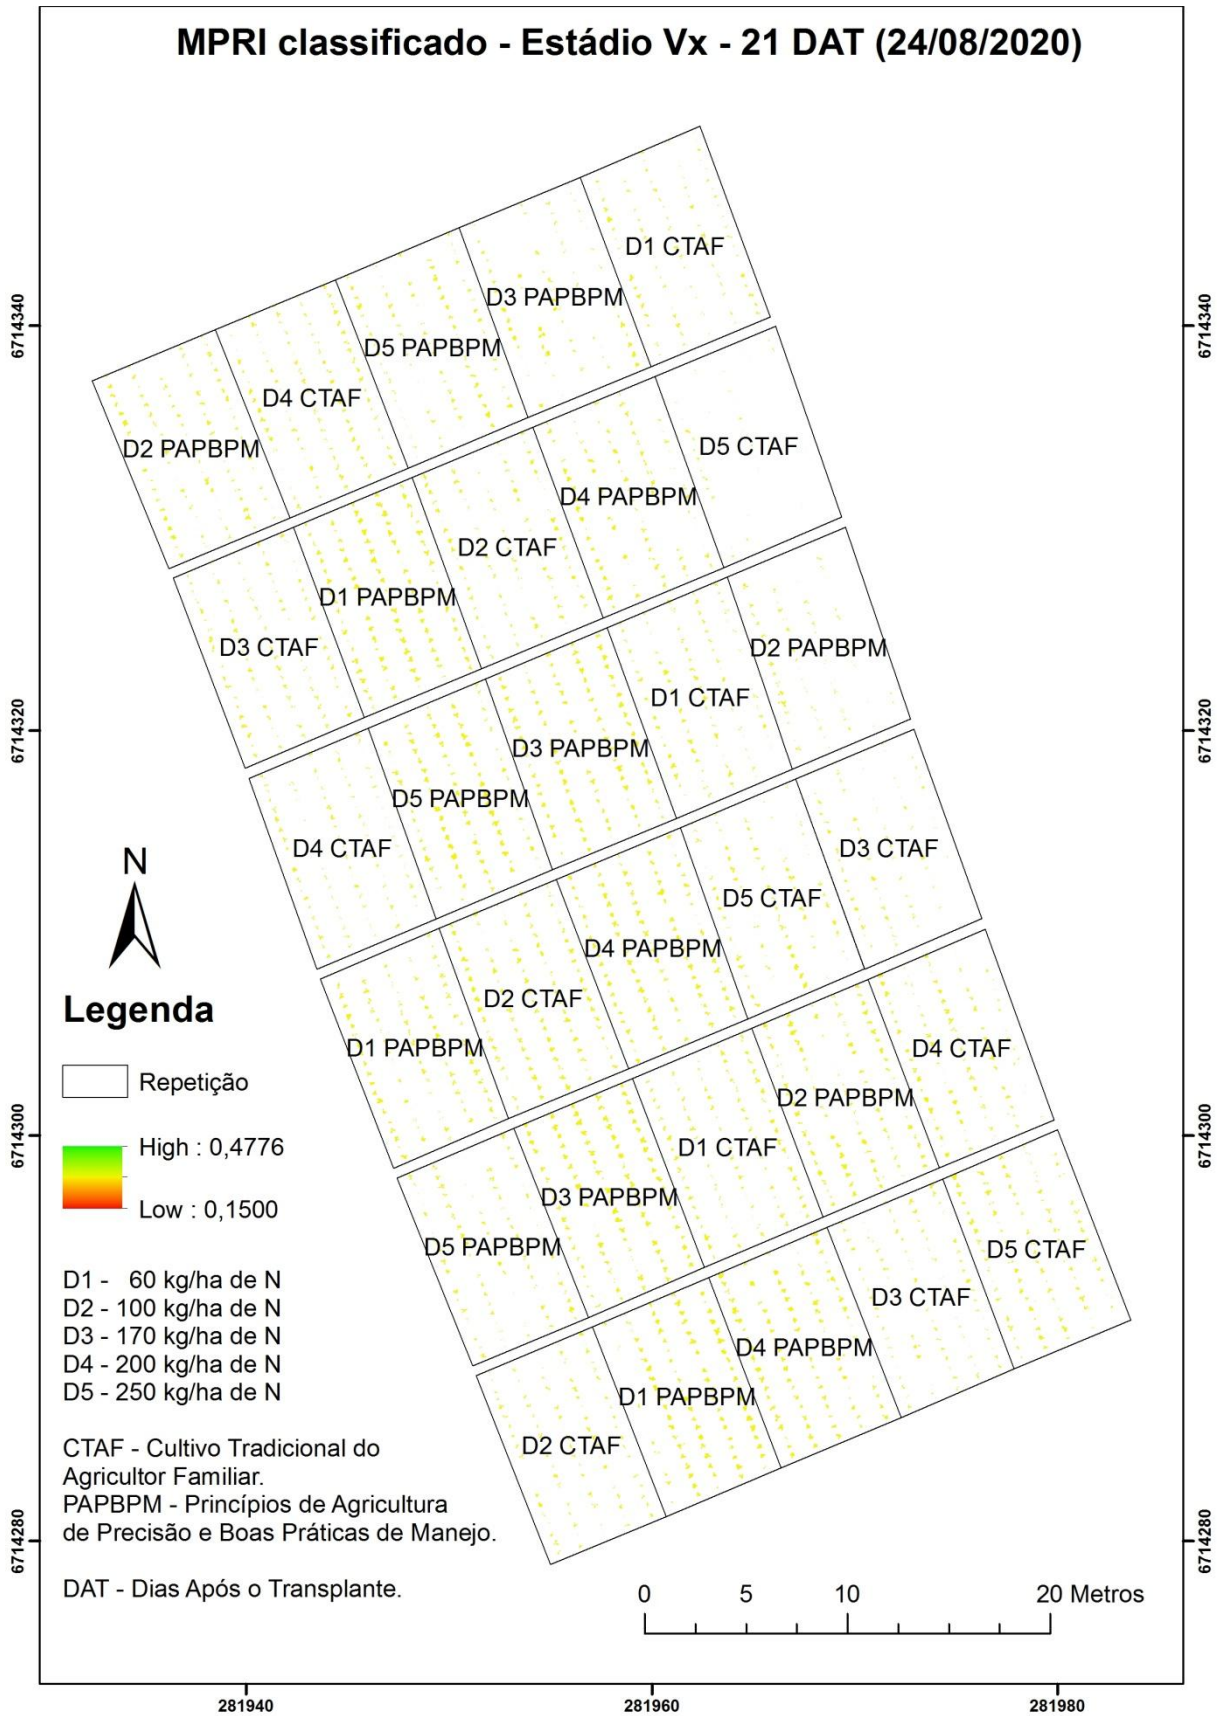 MPRI classificado - Estádio Vx - 21 DAT (24/08/2020)
D1 CTAF
D3 PAPBPM
6714340
6714340
D5 PAPBPM
D4 CTAF
D2 PAPBPM
D5 CTAF
D4 PAPBPM
D2 CTAF
D1 PAPBPM
D3 CTAF
D2 PAPBPM
D1 CTAF
6714320
6714320
D3 PAPBPM
D5 PAPBPM
D4 CTAF
D3 CTAF
D5 CTAF
D4 PAPBPM
D2 CTAF
D1 PAPBPM
D4 CTAF
D2 PAPBPM
6714300
6714300
D1 CTAF
D3 PAPBPM
D5 PAPBPM
D5 CTAF
D3 CTAF
D4 PAPBPM
D1 PAPBPM
D2 CTAF
6714280
6714280
N
Legenda
Repetição
High : 0,4776
Low : 0,1500
D1 - 60 kg/ha de N
D2 - 100 kg/ha de N
D3 - 170 kg/ha de N
D4 - 200 kg/ha de N
D5 - 250 kg/ha de N
CTAF - Cultivo Tradicional do
Agricultor Familiar.
PAPBPM - Princípios de Agricultura
de Precisão e Boas Práticas de Manejo.
DAT - Dias Após o Transplante.
0 5 10 20 Metros
281940 281960 281980